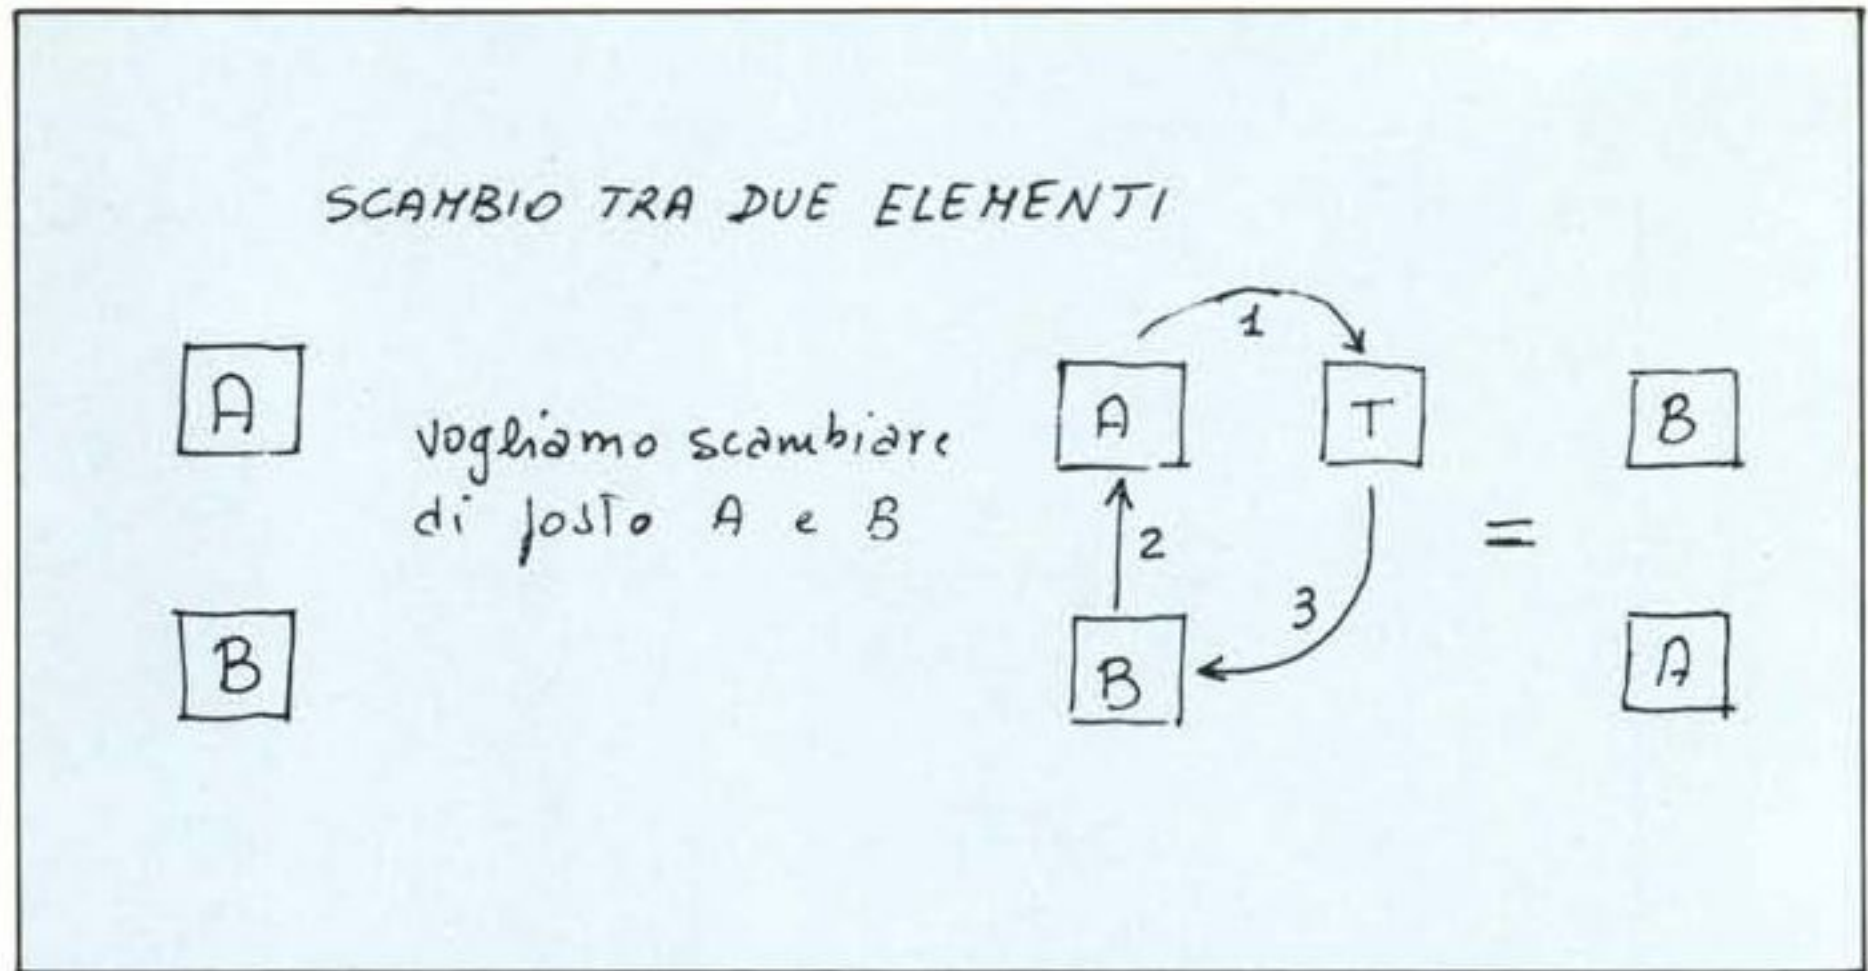 SCAMBIO TRA DUE ELEMENTI
A
vogliamo scambiare
di posto A e B
B
1
A
T
2
3
B
=
B
A